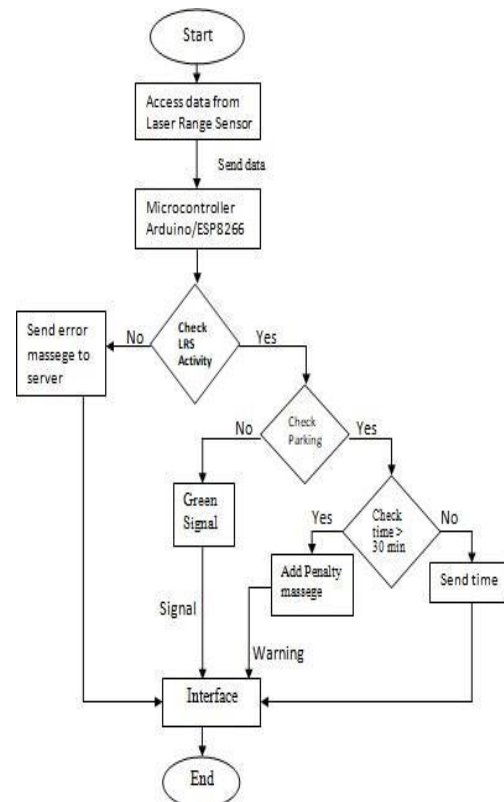 Start
Access data from
Laser Range Sensor
Send data
Microcontroller
Arduino/ESP8266
Check
LRS
Activity
No
Yes
Send error
massege to
server
Check
Parking
No
Yes
Green
Signal
Check
time >
30 min
Yes
No
Add Penalty
massege
Send time
Signal
Warning
Interface
End